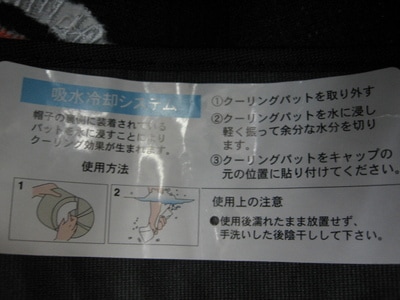 吸水冷却システム
帽子の裏側に装着されている
パットを水に浸すことにより
クーリング効果が生まれます。
使用方法
1
2
①クーリングパットを取り外す
②クーリングパットを水に浸し
軽く振って余分な水分を切り
ます。
③クーリングパットをキャップの
元の位置に貼り付けてください。
使用上の注意
●使用後濡れたまま放置せず、
手洗いした後陰干しして下さい。